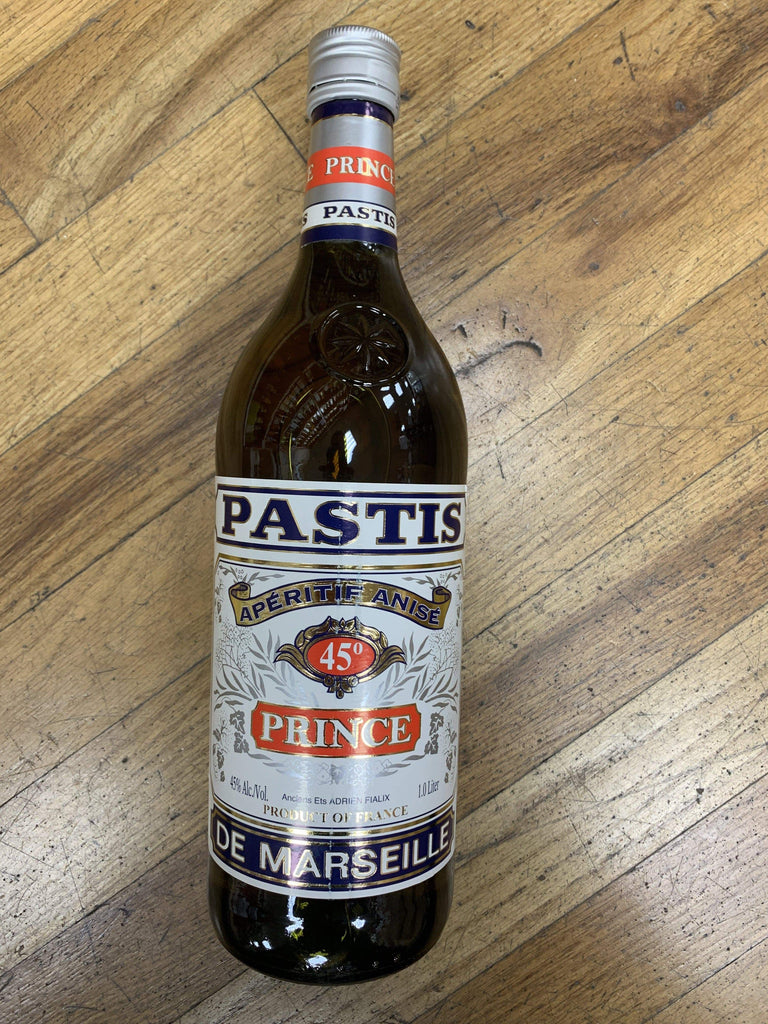 PRINCE
PASTIS
PASTIS
APÉRITIF ANISÉ
45⁰
PRINCE
45% Alc./Vol.
Anciens Ets ADRIEN FIALIX
1.0 Liter
PRODUCT OF FRANCE
DE MARSEILLE